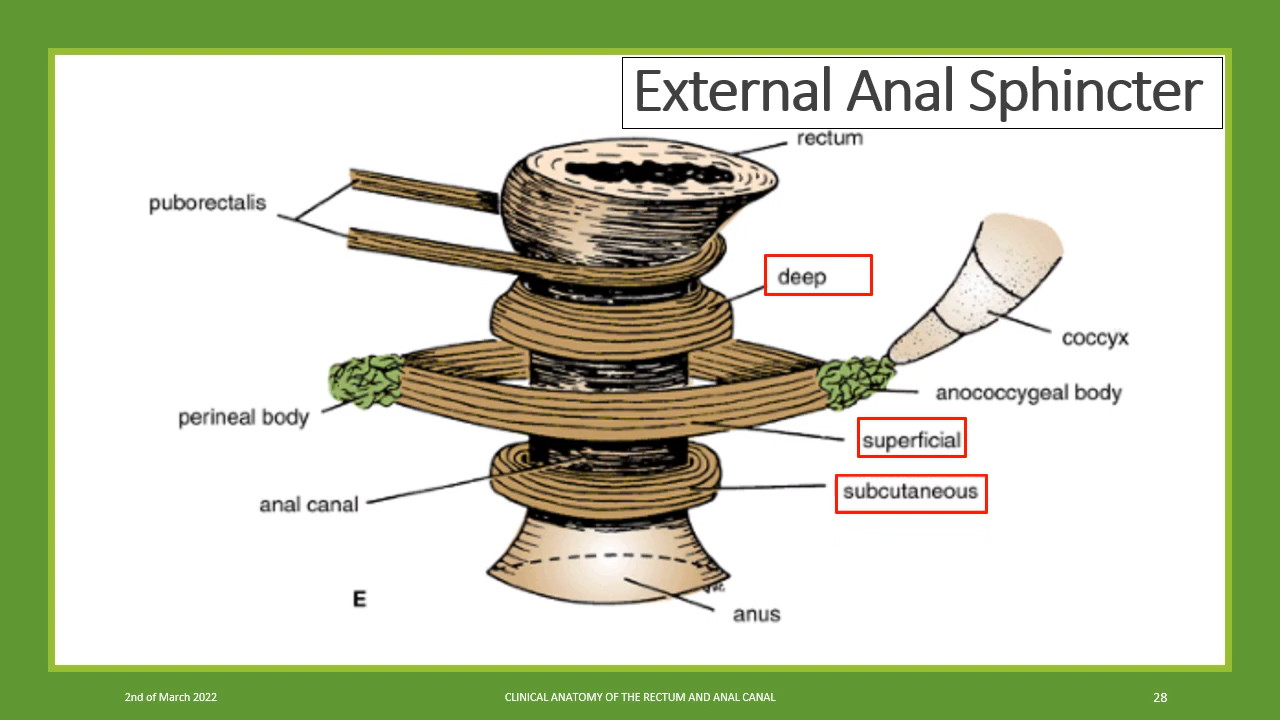 External Anal Sphincter
rectum
puborectalis
deep
coccyx
anococcygeal body
perineal body
superficial
subcutaneous
anal canal
E
anus
2nd of March 2022
CLINICAL ANATOMY OF THE RECTUM AND ANAL CANAL
28